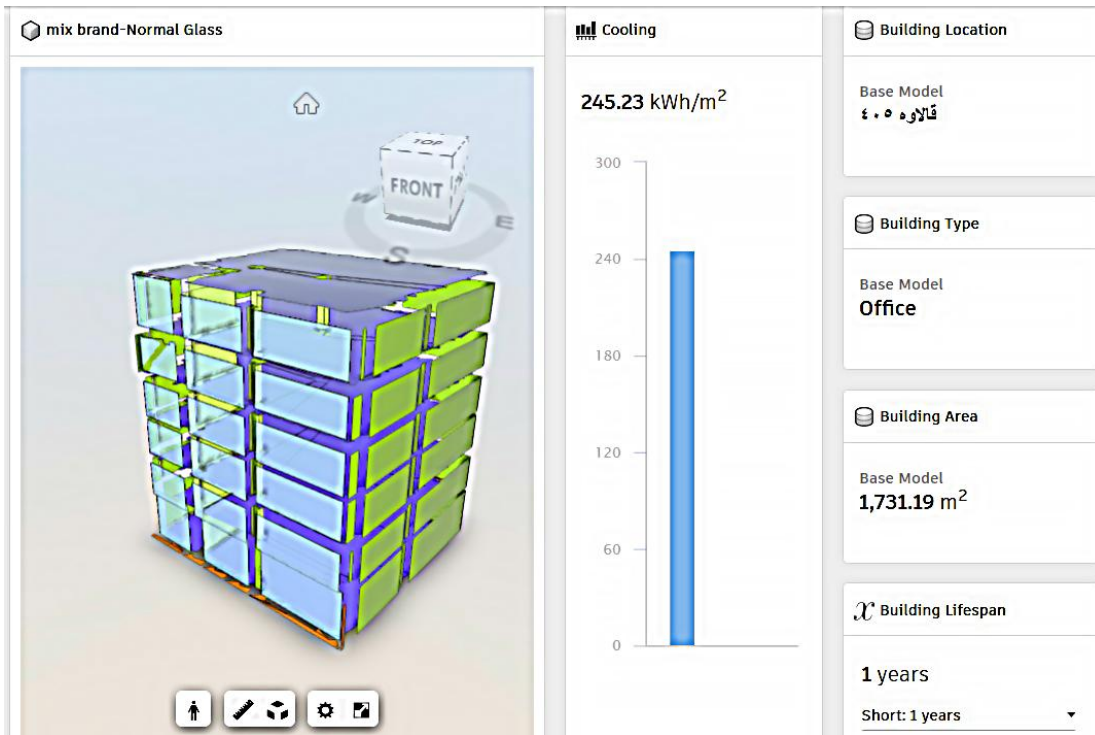 mix brand-Normal Glass
TOP
FRONT
W
E
S
Cooling
245.23 kWh/m²
300
240
180
120
60
0
Building Location
Base Model
قالاوه ٤٠٥
Building Type
Base Model
Office
Building Area
Base Model
1,731.19 m²
x Building Lifespan
1 years
Short: 1 years